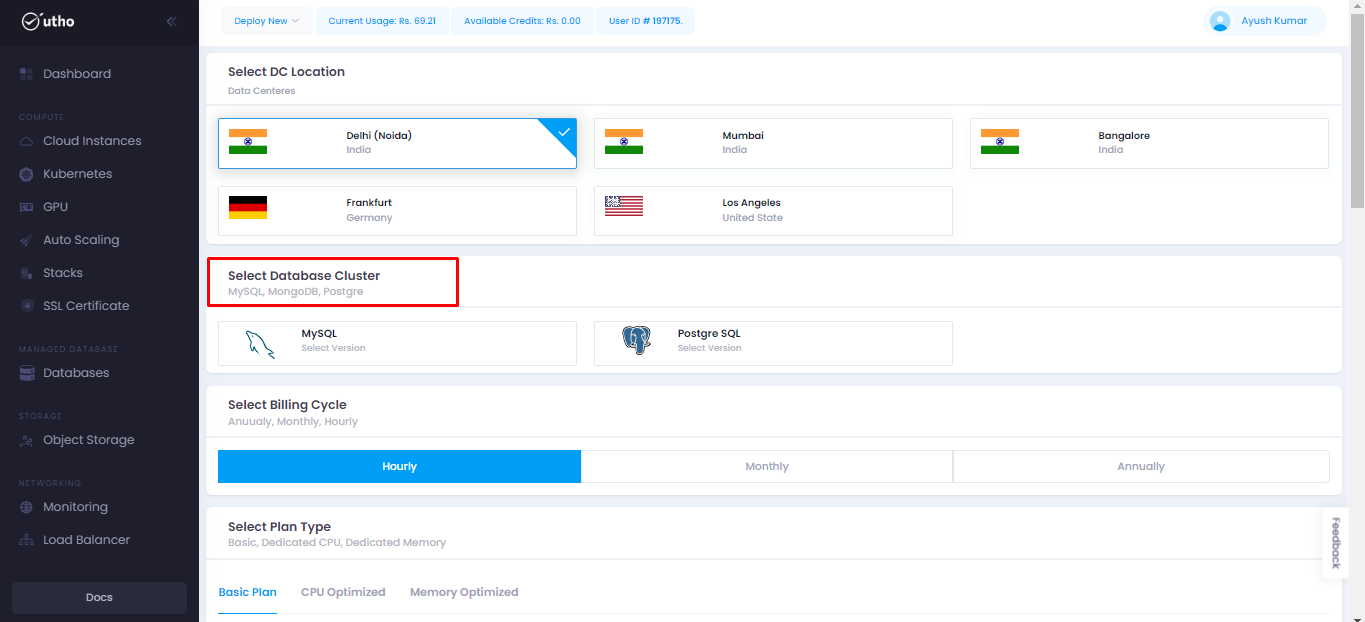 utho
Deploy New
Current Usage: Rs. 69.21
Available Credits: Rs. 0.00
User ID # 197175.
Ayush Kumar
Dashboard
COMPUTE
Cloud Instances
Kubernetes
GPU
Auto Scaling
Stacks
SSL Certificate
MANAGED DATABASE
Databases
STORAGE
Object Storage
NETWORKING
Monitoring
Load Balancer
Docs
Select DC Location
Data Centeres
Delhi (Noida)
India
Mumbai
India
Bangalore
India
Frankfurt
Germany
Los Angeles
United State
Select Database Cluster
MySQL, MongoDB, Postgre
MySQL
Select Version
Postgre SQL
Select Version
Select Billing Cycle
Anuualy, Monthly, Hourly
Hourly
Monthly
Annually
Select Plan Type
Basic, Dedicated CPU, Dedicated Memory
Basic Plan
CPU Optimized
Memory Optimized
Feedback